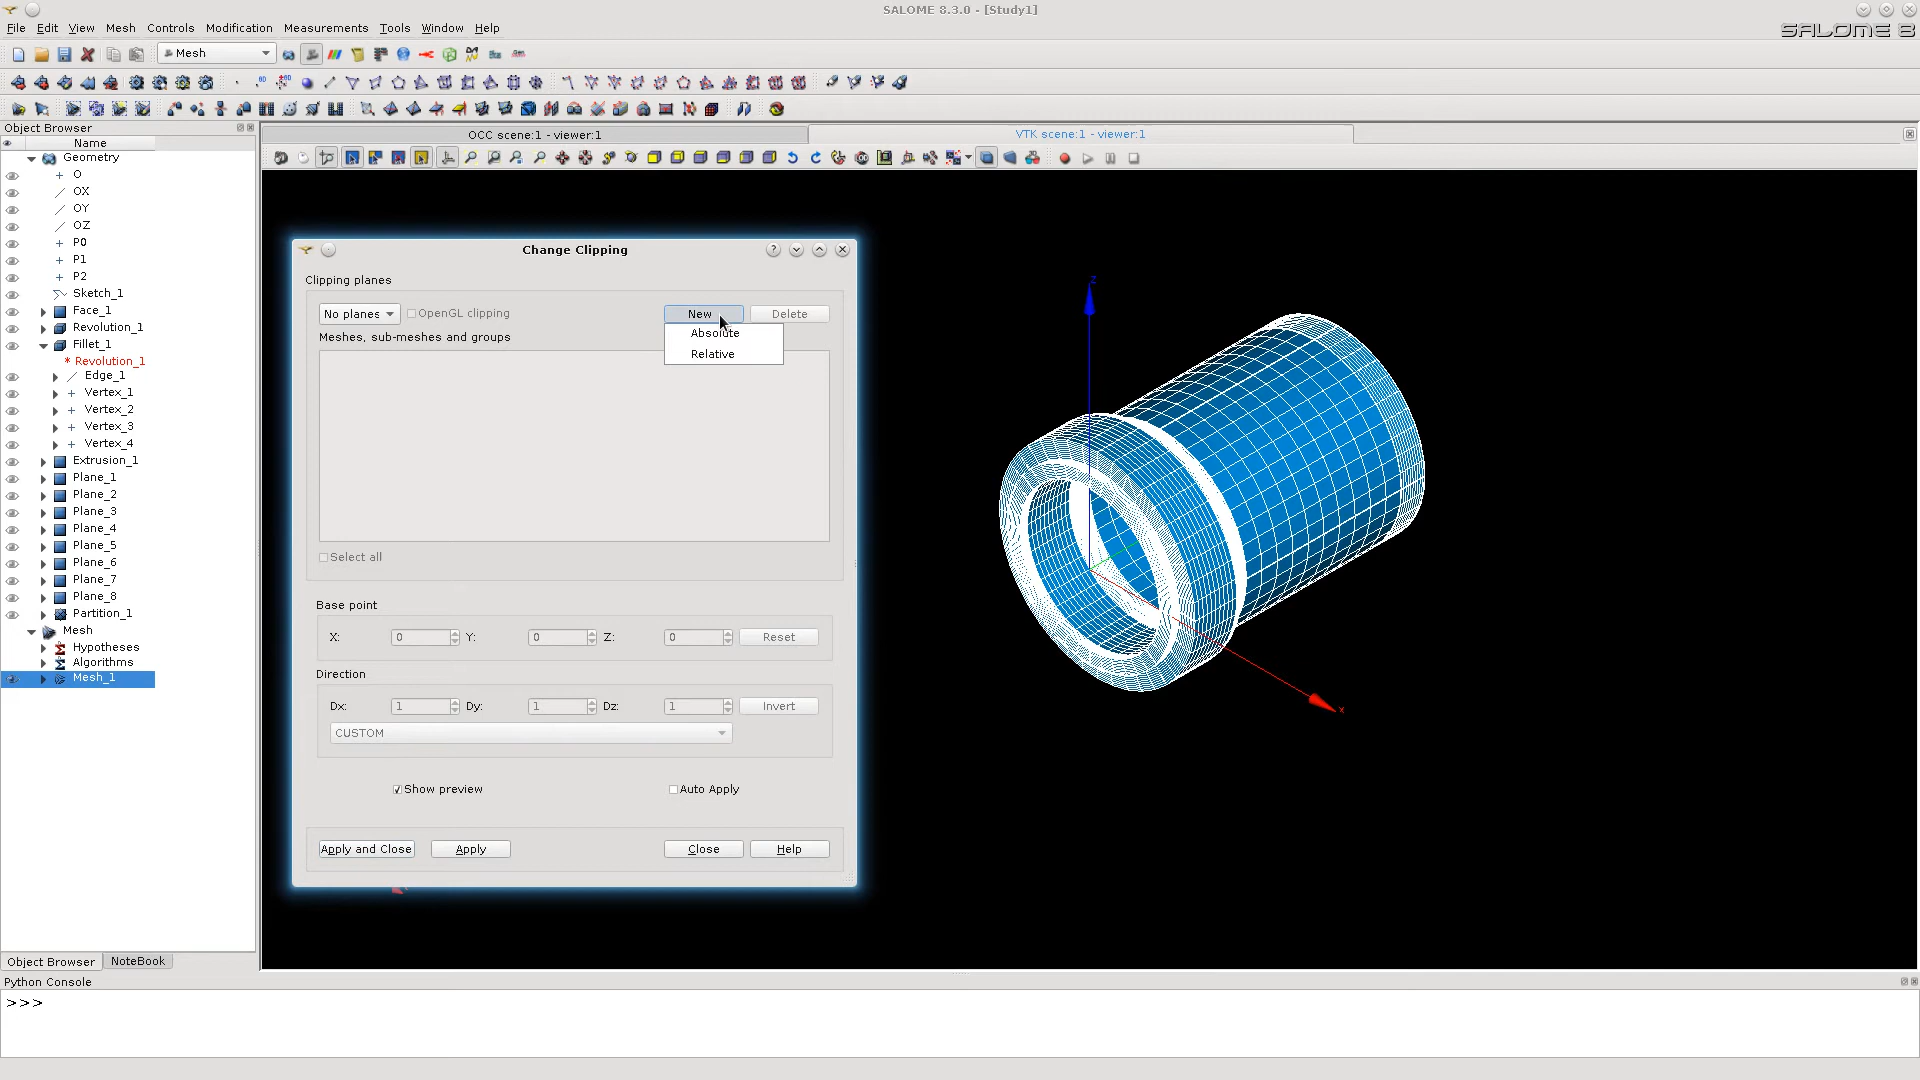 SALOME 8.3.0 - [Study1]
File Edit View Mesh Controls Modification Measurements Tools Window Help
SALOME 8
Mesh
Object Browser
Name
Geometry
O
OX
OY
OZ
P0
P1
P2
Sketch_1
Face_1
Revolution_1
Fillet_1
* Revolution_1
Edge_1
Vertex_1
Vertex_2
Vertex_3
Vertex_4
Extrusion_1
Plane_1
Plane_2
Plane_3
Plane_4
Plane_5
Plane_6
Plane_7
Plane_8
Partition_1
Mesh
Hypotheses
Algorithms
Mesh_1
Object Browser NoteBook
OCC scene:1 - viewer:1
VTK scene:1 - viewer:1
Change Clipping
Clipping planes
No planes OpenGL clipping New Delete
Absolute
Relative
Meshes, sub-meshes and groups
Select all
Base point
X: 0 Y: 0 Z: 0 Reset
Direction
Dx: 1 Dy: 1 Dz: 1 Invert
CUSTOM
Show preview Auto Apply
Apply and Close Apply Close Help
Z
X
Python Console
>>>